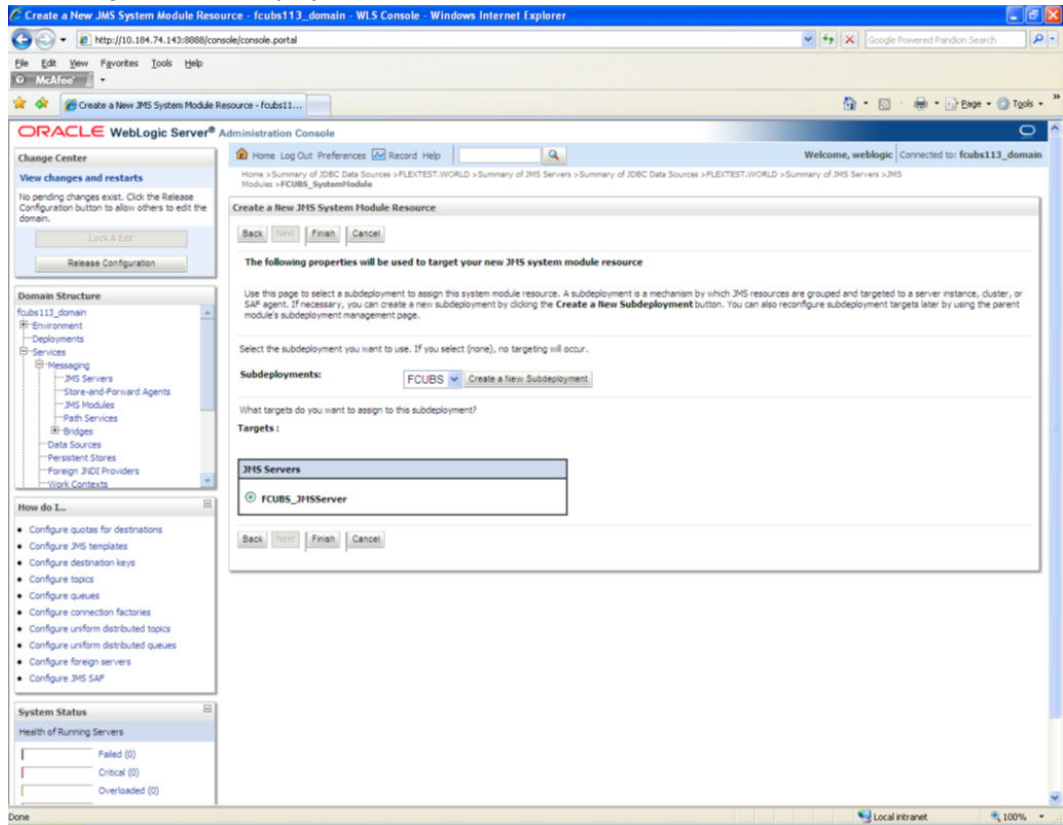 Create a New JMS System Module Resource - fcubs113_domain - WLS Console - Windows Internet Explorer
http://10.184.74.143:8888/console/console.portal
Google Powered Pandion Search
File Edit View Favorites Tools Help
McAfee
Create a New JMS System Module Resource - fcubs11...
Page Tools
ORACLE WebLogic Server® Administration Console
Change Center
View changes and restarts
No pending changes exist. Click the Release
Configuration button to allow others to edit the
domain.
Lock & Edit
Release Configuration
Domain Structure
fcubs113_domain
Environment
Deployments
Services
Messaging
JMS Servers
Store-and-Forward Agents
JMS Modules
Path Services
Bridges
Data Sources
Persistent Stores
Foreign JNDI Providers
Work Contexts
How do I...
Configure quotas for destinations
Configure JMS templates
Configure destination keys
Configure topics
Configure queues
Configure connection factories
Configure uniform distributed topics
Configure uniform distributed queues
Configure foreign servers
Configure JMS SAF
System Status
Health of Running Servers
Failed (0)
Critical (0)
Overloaded (0)
Home Log Out Preferences Record Help
Welcome, weblogic Connected to: fcubs113_domain
Home >Summary of JDBC Data Sources >FLEXTEST.WORLD >Summary of JMS Servers >Summary of JDBC Data Sources >FLEXTEST.WORLD >Summary of JMS Servers >JMS
Modules >FCUBS_SystemModule
Create a New JMS System Module Resource
Back Next Finish Cancel
The following properties will be used to target your new JMS system module resource
Use this page to select a subdeployment to assign this system module resource. A subdeployment is a mechanism by which JMS resources are grouped and targeted to a server instance, cluster, or
SAF agent. If necessary, you can create a new subdeployment by clicking the Create a New Subdeployment button. You can also reconfigure subdeployment targets later by using the parent
module's subdeployment management page.
Select the subdeployment you want to use. If you select (none), no targeting will occur.
Subdeployments: FCUBS Create a New Subdeployment
What targets do you want to assign to this subdeployment?
Targets :
JMS Servers
FCUBS_JMSServer
Back Next Finish Cancel
Done
Local intranet
100%